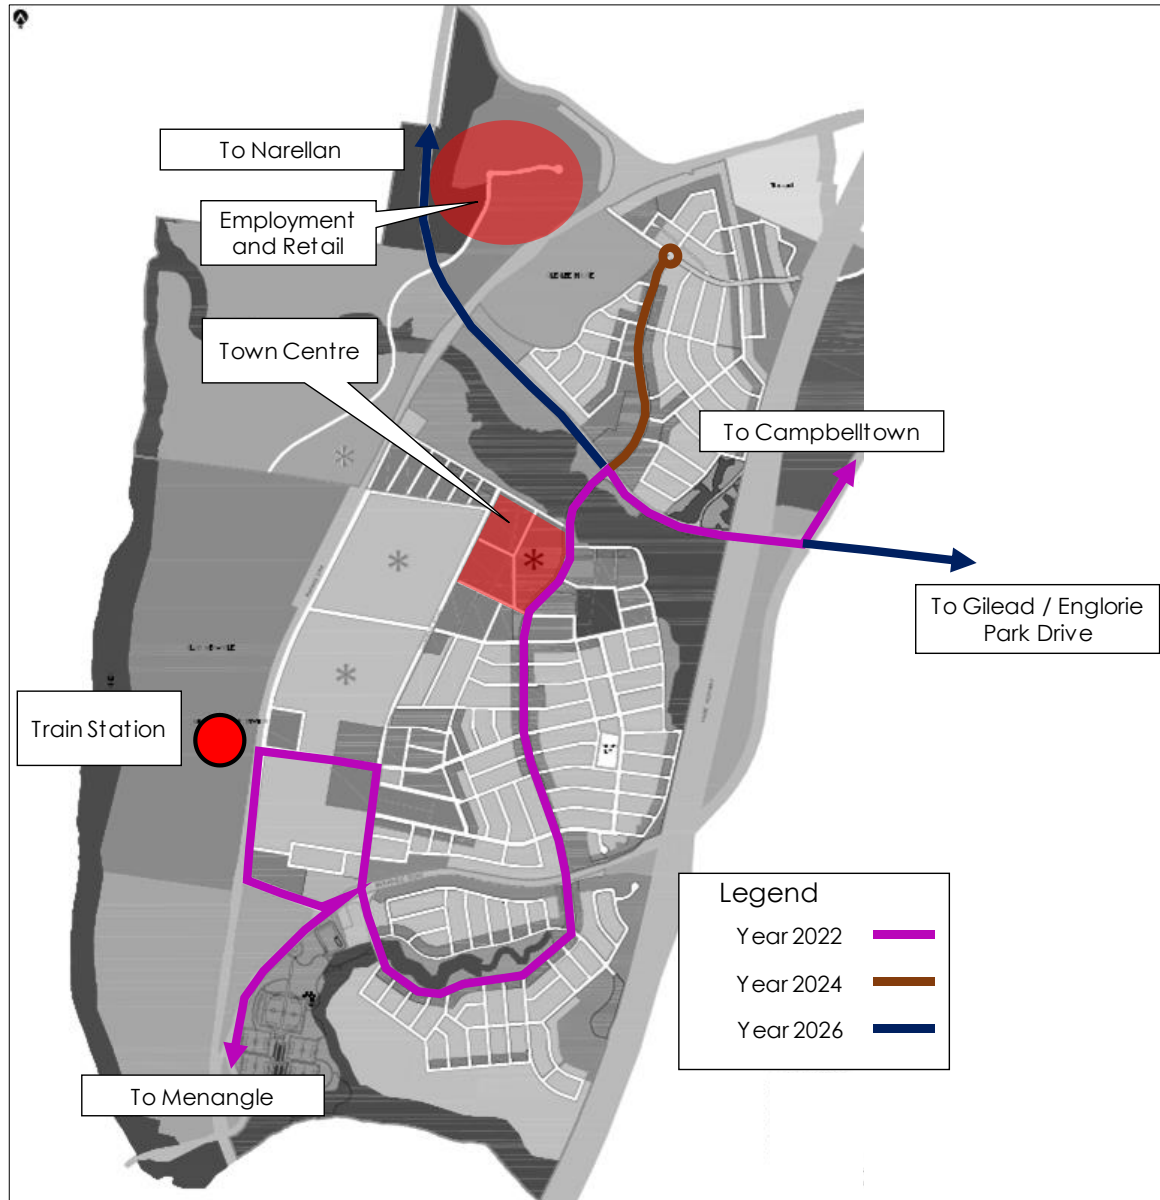 To Narellan
Employment
and Retail
Town Centre
To Campbelltown
To Gilead / Englorie
Park Drive
Train Station
Legend
Year 2022
Year 2024
Year 2026
To Menangle